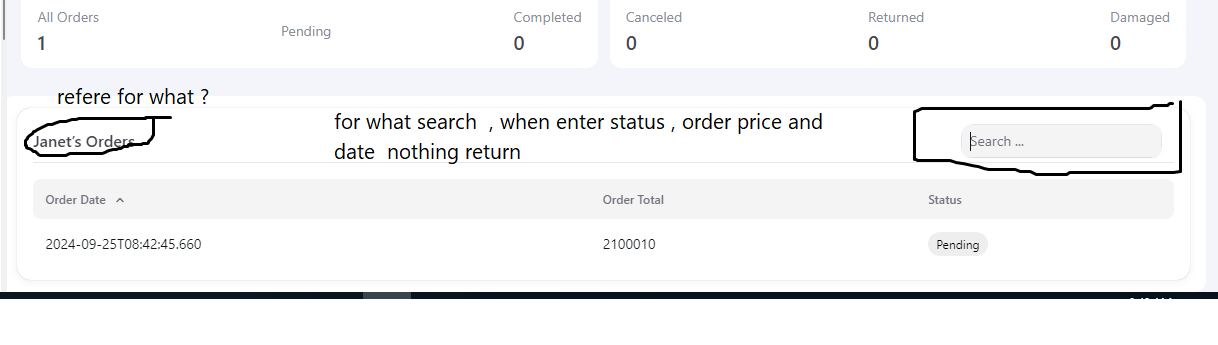 All Orders Pending Completed Canceled Returned Damaged
1 0 0 0 0
refere for what ?
for what search , when enter status , order price and
date nothing return
Janet's Orders
Search ...
Order Date Order Total Status
2024-09-25T08:42:45.660 2100010 Pending